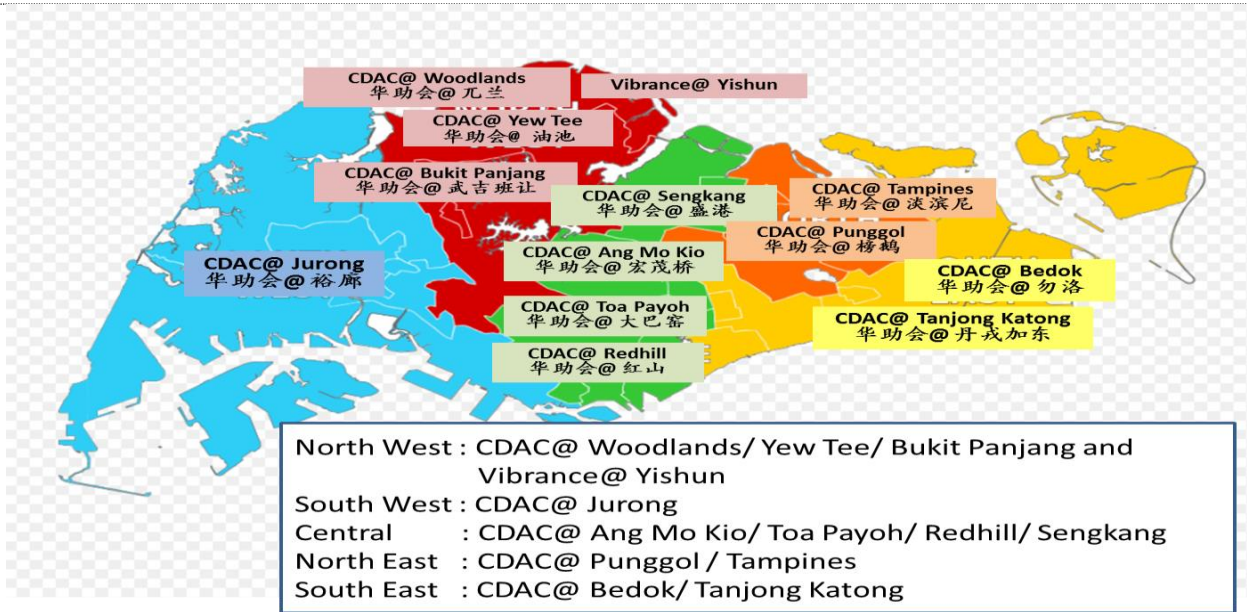 CDAC@ Woodlands
华助会@ 兀兰
Vibrance@ Yishun
CDAC@ Yew Tee
华助会@ 油池
CDAC@ Bukit Panjang
华助会@ 武吉班让
CDAC@ Sengkang
华助会@ 盛港
CDAC@ Tampines
华助会@ 淡滨尼
CDAC@ Punggol
华助会@ 榜鹅
CDAC@ Ang Mo Kio
华助会@ 宏茂桥
CDAC@ Jurong
华助会@ 裕廊
CDAC@ Bedok
华助会@ 勿洛
CDAC@ Toa Payoh
华助会@ 大巴窑
CDAC@ Tanjong Katong
华助会@ 丹戎加东
CDAC@ Redhill
华助会@ 红山
North West : CDAC@ Woodlands/ Yew Tee/ Bukit Panjang and
Vibrance@ Yishun
South West : CDAC@ Jurong
Central : CDAC@ Ang Mo Kio/ Toa Payoh/ Redhill/ Sengkang
North East : CDAC@ Punggol / Tampines
South East : CDAC@ Bedok/ Tanjong Katong